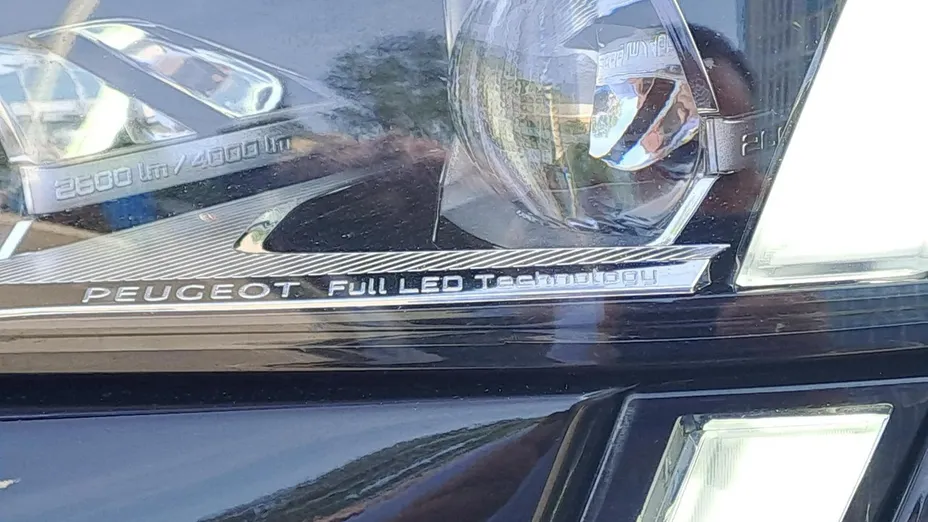 2600 lm / 4000 lm
PEUGEOT Full LED Technology